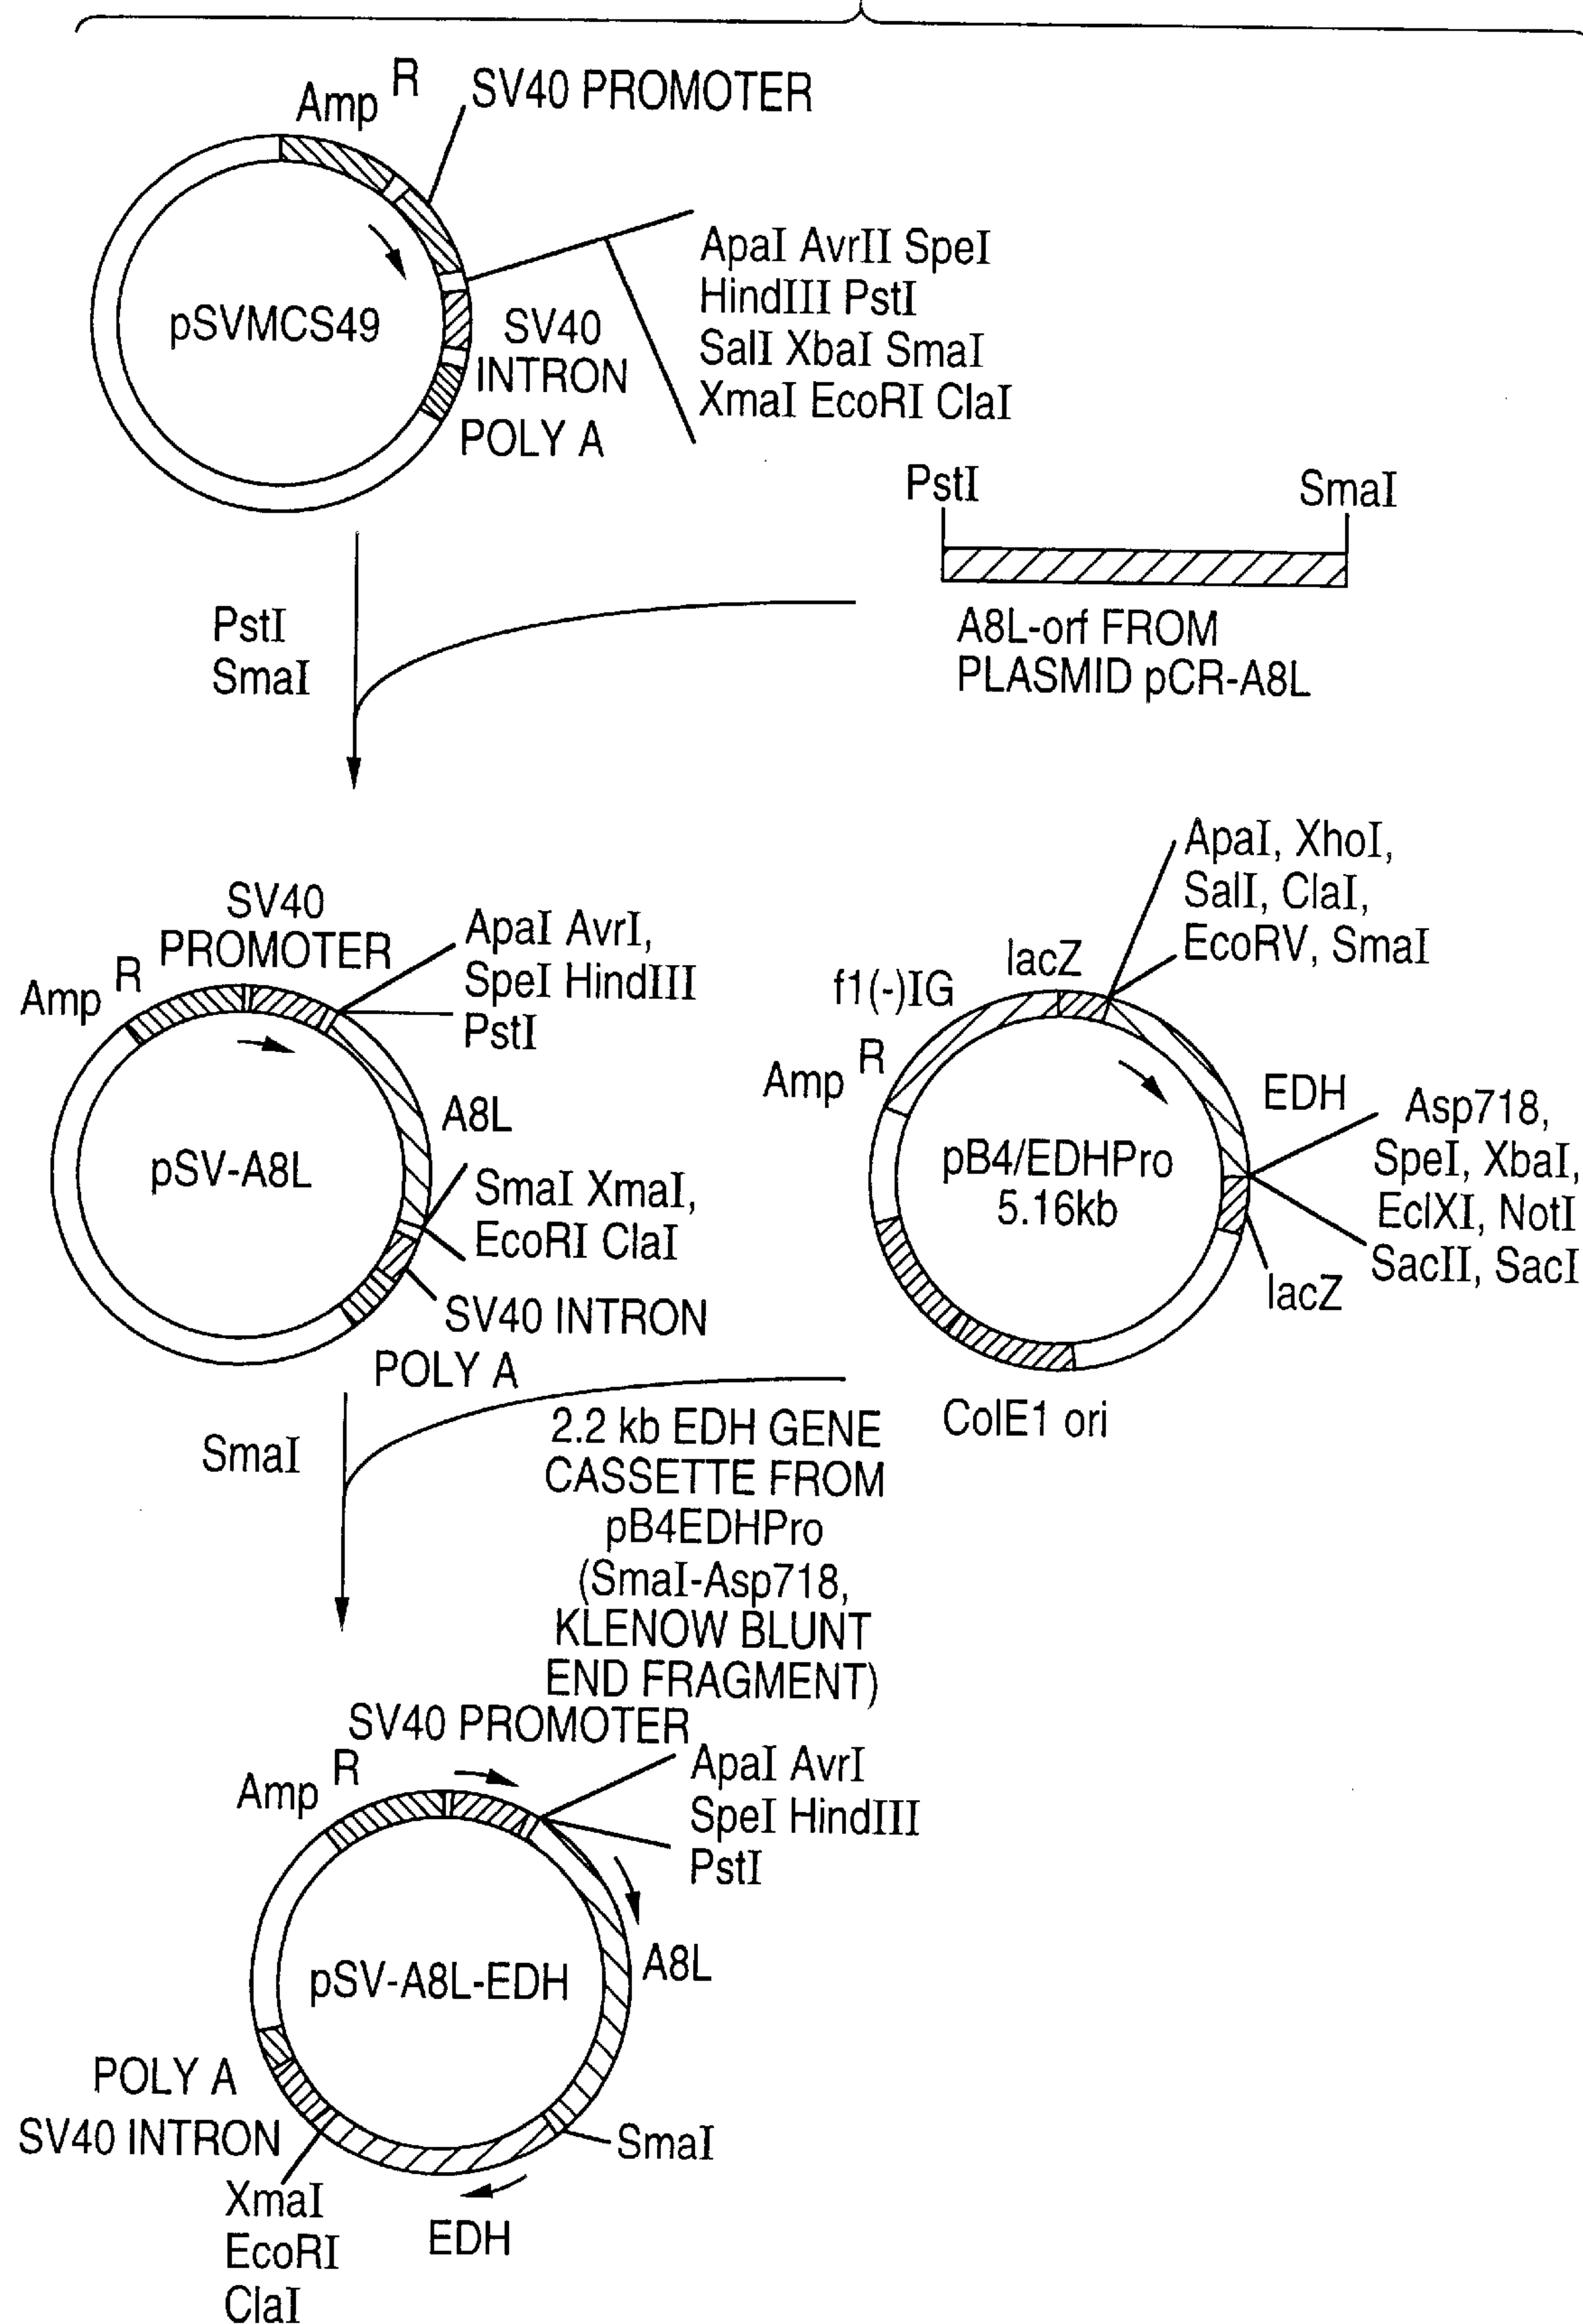 Amp R
SV40 PROMOTER
pSVMCS49
ApaI AvrII SpeI
HindIII PstI
SalI XbaI SmaI
XmaI EcoRI ClaI
SV40
INTRON
POLY A
PstI
SmaI
A8L-orf FROM
PLASMID pCR-A8L
PstI
SmaI
SV40
PROMOTER
Amp R
ApaI AvrI,
SpeI HindIII
PstI
pSV-A8L
A8L
SmaI XmaI,
EcoRI ClaI
SV40 INTRON
POLY A
ApaI, XhoI,
SalI, ClaI,
EcoRV, SmaI
lacZ
f1(-)IG
Amp R
pB4/EDHPro
5.16kb
EDH
Asp718,
SpeI, XbaI,
EclXI, NotI
SacII, SacI
lacZ
ColE1 ori
SmaI
2.2 kb EDH GENE
CASSETTE FROM
pB4EDHPro
(SmaI-Asp718,
KLENOW BLUNT
END FRAGMENT)
SV40 PROMOTER
Amp R
ApaI AvrI
SpeI HindIII
PstI
pSV-A8L-EDH
A8L
POLY A
SV40 INTRON
SmaI
XmaI
EcoRI
ClaI
EDH